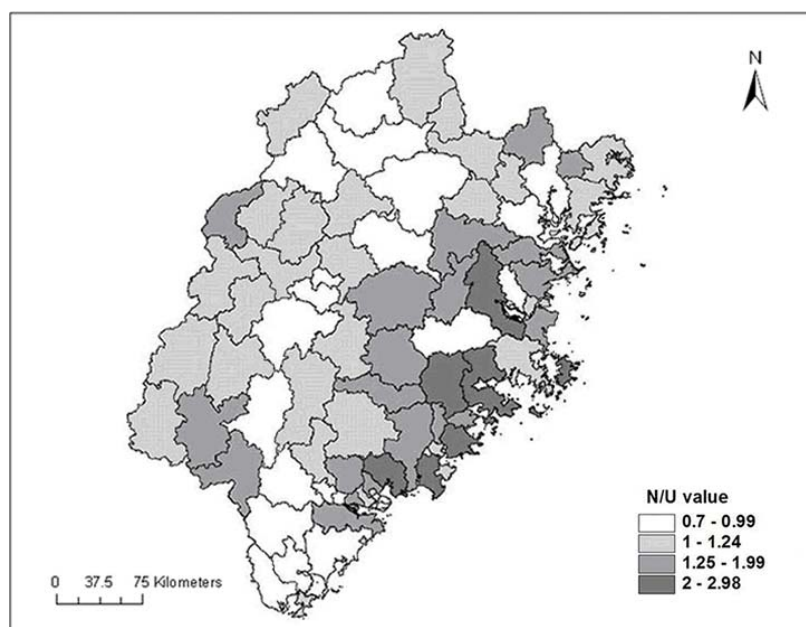 N
N/U value
0.7 - 0.99
1 - 1.24
1.25 - 1.99
2 - 2.98
0 37.5 75 Kilometers